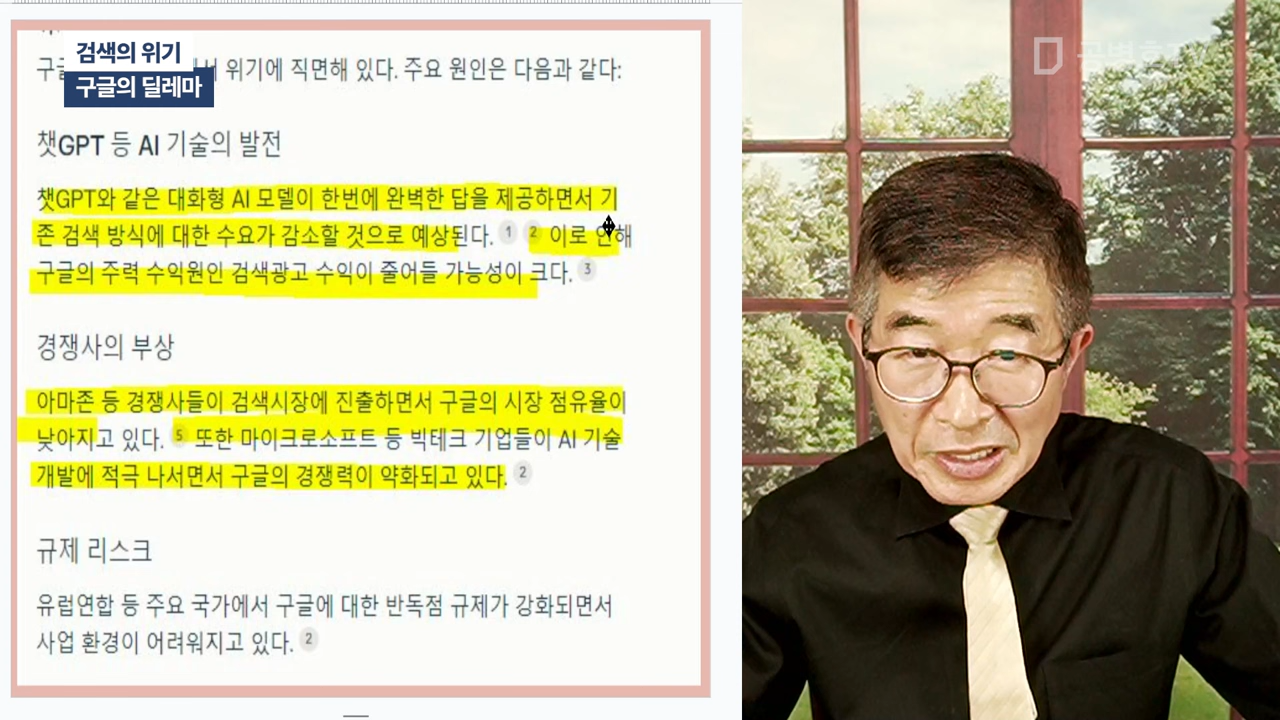 검색의 위기
구글의 딜레마
위기에 직면해 있다. 주요 원인은 다음과 같다:
챗GPT 등 AI 기술의 발전
챗GPT와 같은 대화형 AI 모델이 한번에 완벽한 답을 제공하면서 기
존 검색 방식에 대한 수요가 감소할 것으로 예상된다. 1 2 이로 인해
구글의 주력 수익원인 검색광고 수익이 줄어들 가능성이 크다. 3
경쟁사의 부상
아마존 등 경쟁사들이 검색시장에 진출하면서 구글의 시장 점유율이
낮아지고 있다. 5 또한 마이크로소프트 등 빅테크 기업들이 AI 기술
개발에 적극 나서면서 구글의 경쟁력이 약화되고 있다. 2
규제 리스크
유럽연합 등 주요 국가에서 구글에 대한 반독점 규제가 강화되면서
사업 환경이 어려워지고 있다. 2